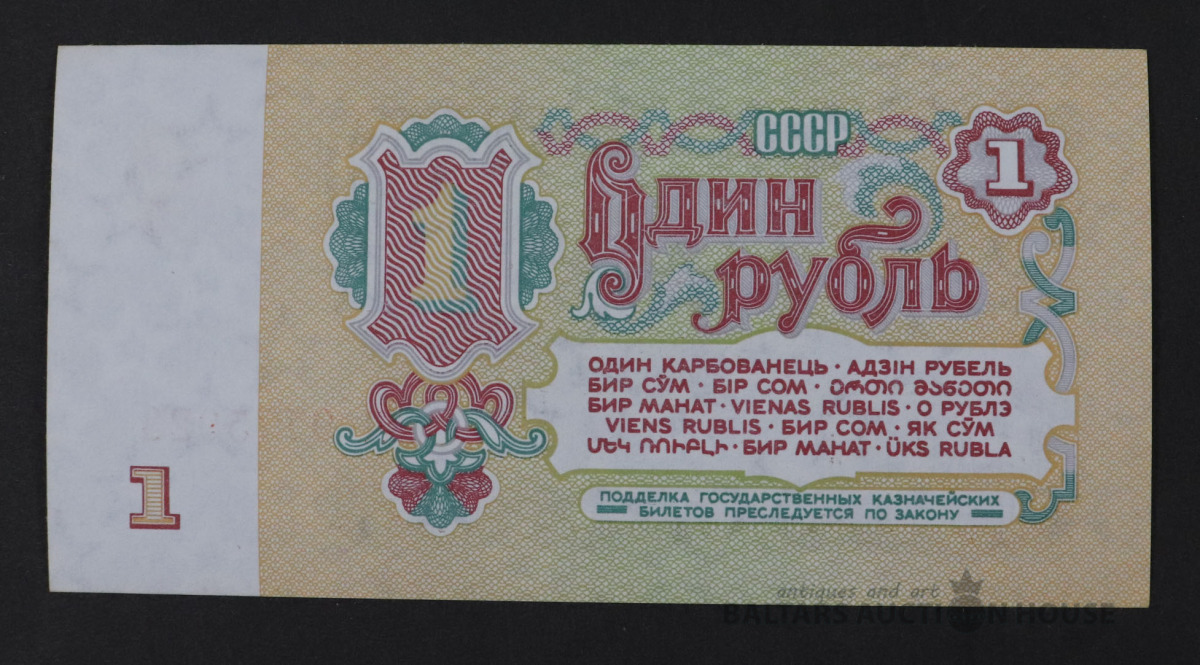 СССР
1
1
Один
рубль
ОДИН КАРБОВАНЕЦЬ · АДЗІН РУБЕЛЬ
БИР СЎМ · БІР СОМ · ᲔᲠᲗᲘ ᲛᲐᲜᲔᲗᲘ
БИР МАНАТ · VIENAS RUBLIS · О РУБЛЭ
VIENS RUBLIS · БИР СОМ · ЯК СӮМ
ՄԵԿ ՌՈՒԲԼԻ · БИР МАНАТ · ÜKS RUBLA
1
ПОДДЕЛКА ГОСУДАРСТВЕННЫХ КАЗНАЧЕЙСКИХ
БИЛЕТОВ ПРЕСЛЕДУЕТСЯ ПО ЗАКОНУ
antiques and art
BALTARS AUCTION HOUSE